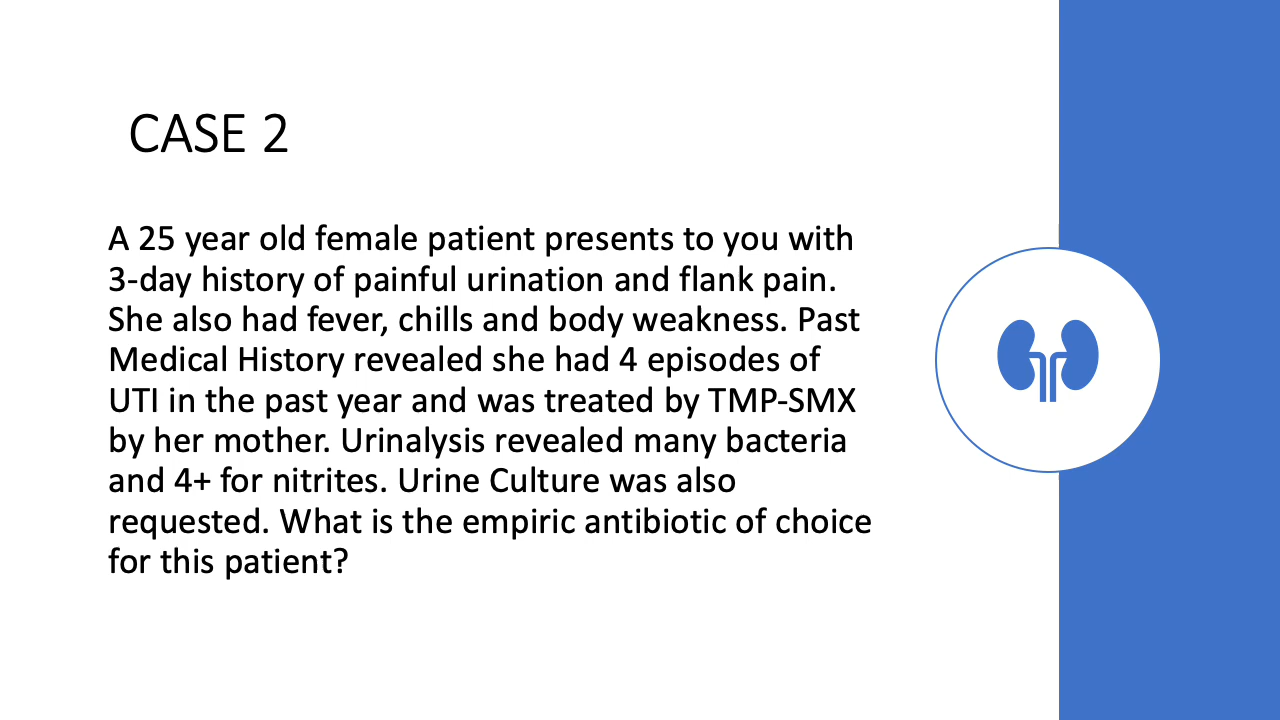 CASE 2
A 25 year old female patient presents to you with
3-day history of painful urination and flank pain.
She also had fever, chills and body weakness. Past
Medical History revealed she had 4 episodes of
UTI in the past year and was treated by TMP-SMX
by her mother. Urinalysis revealed many bacteria
and 4+ for nitrites. Urine Culture was also
requested. What is the empiric antibiotic of choice
for this patient?